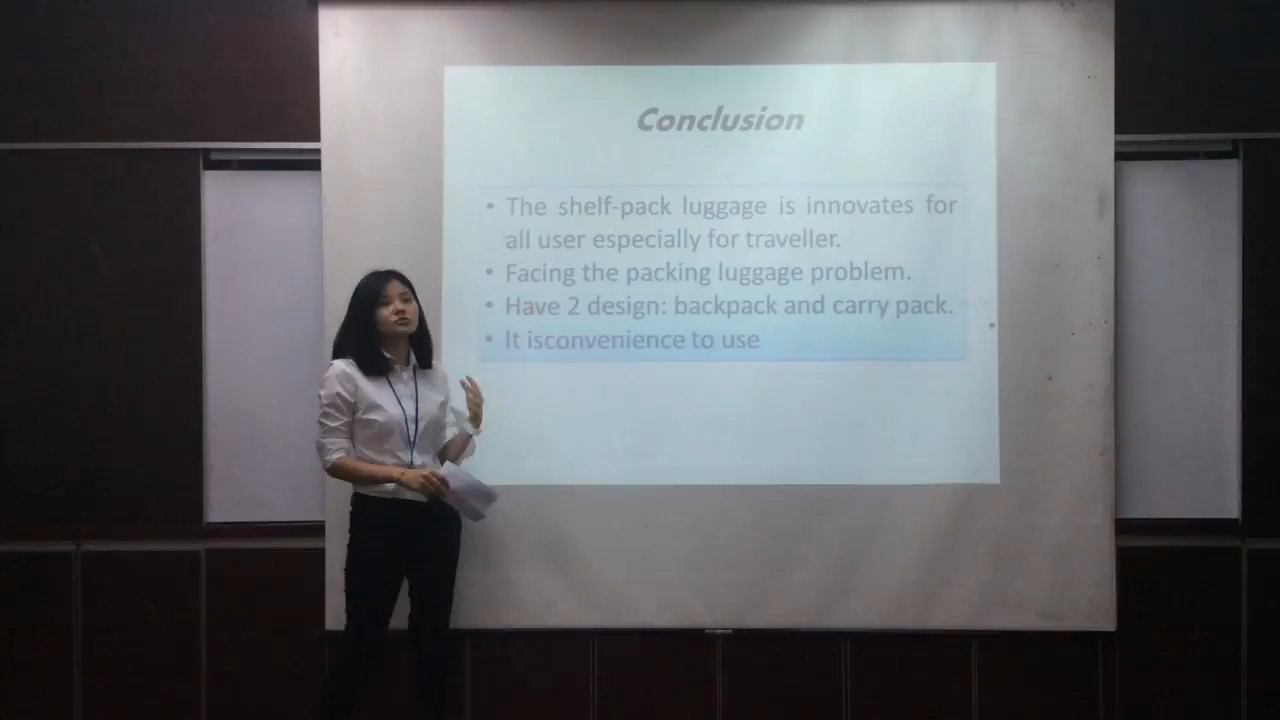 Conclusion
• The shelf-pack luggage is innovates for
all user especially for traveller.
• Facing the packing luggage problem.
• Have 2 design: backpack and carry pack.
• It isconvenience to use